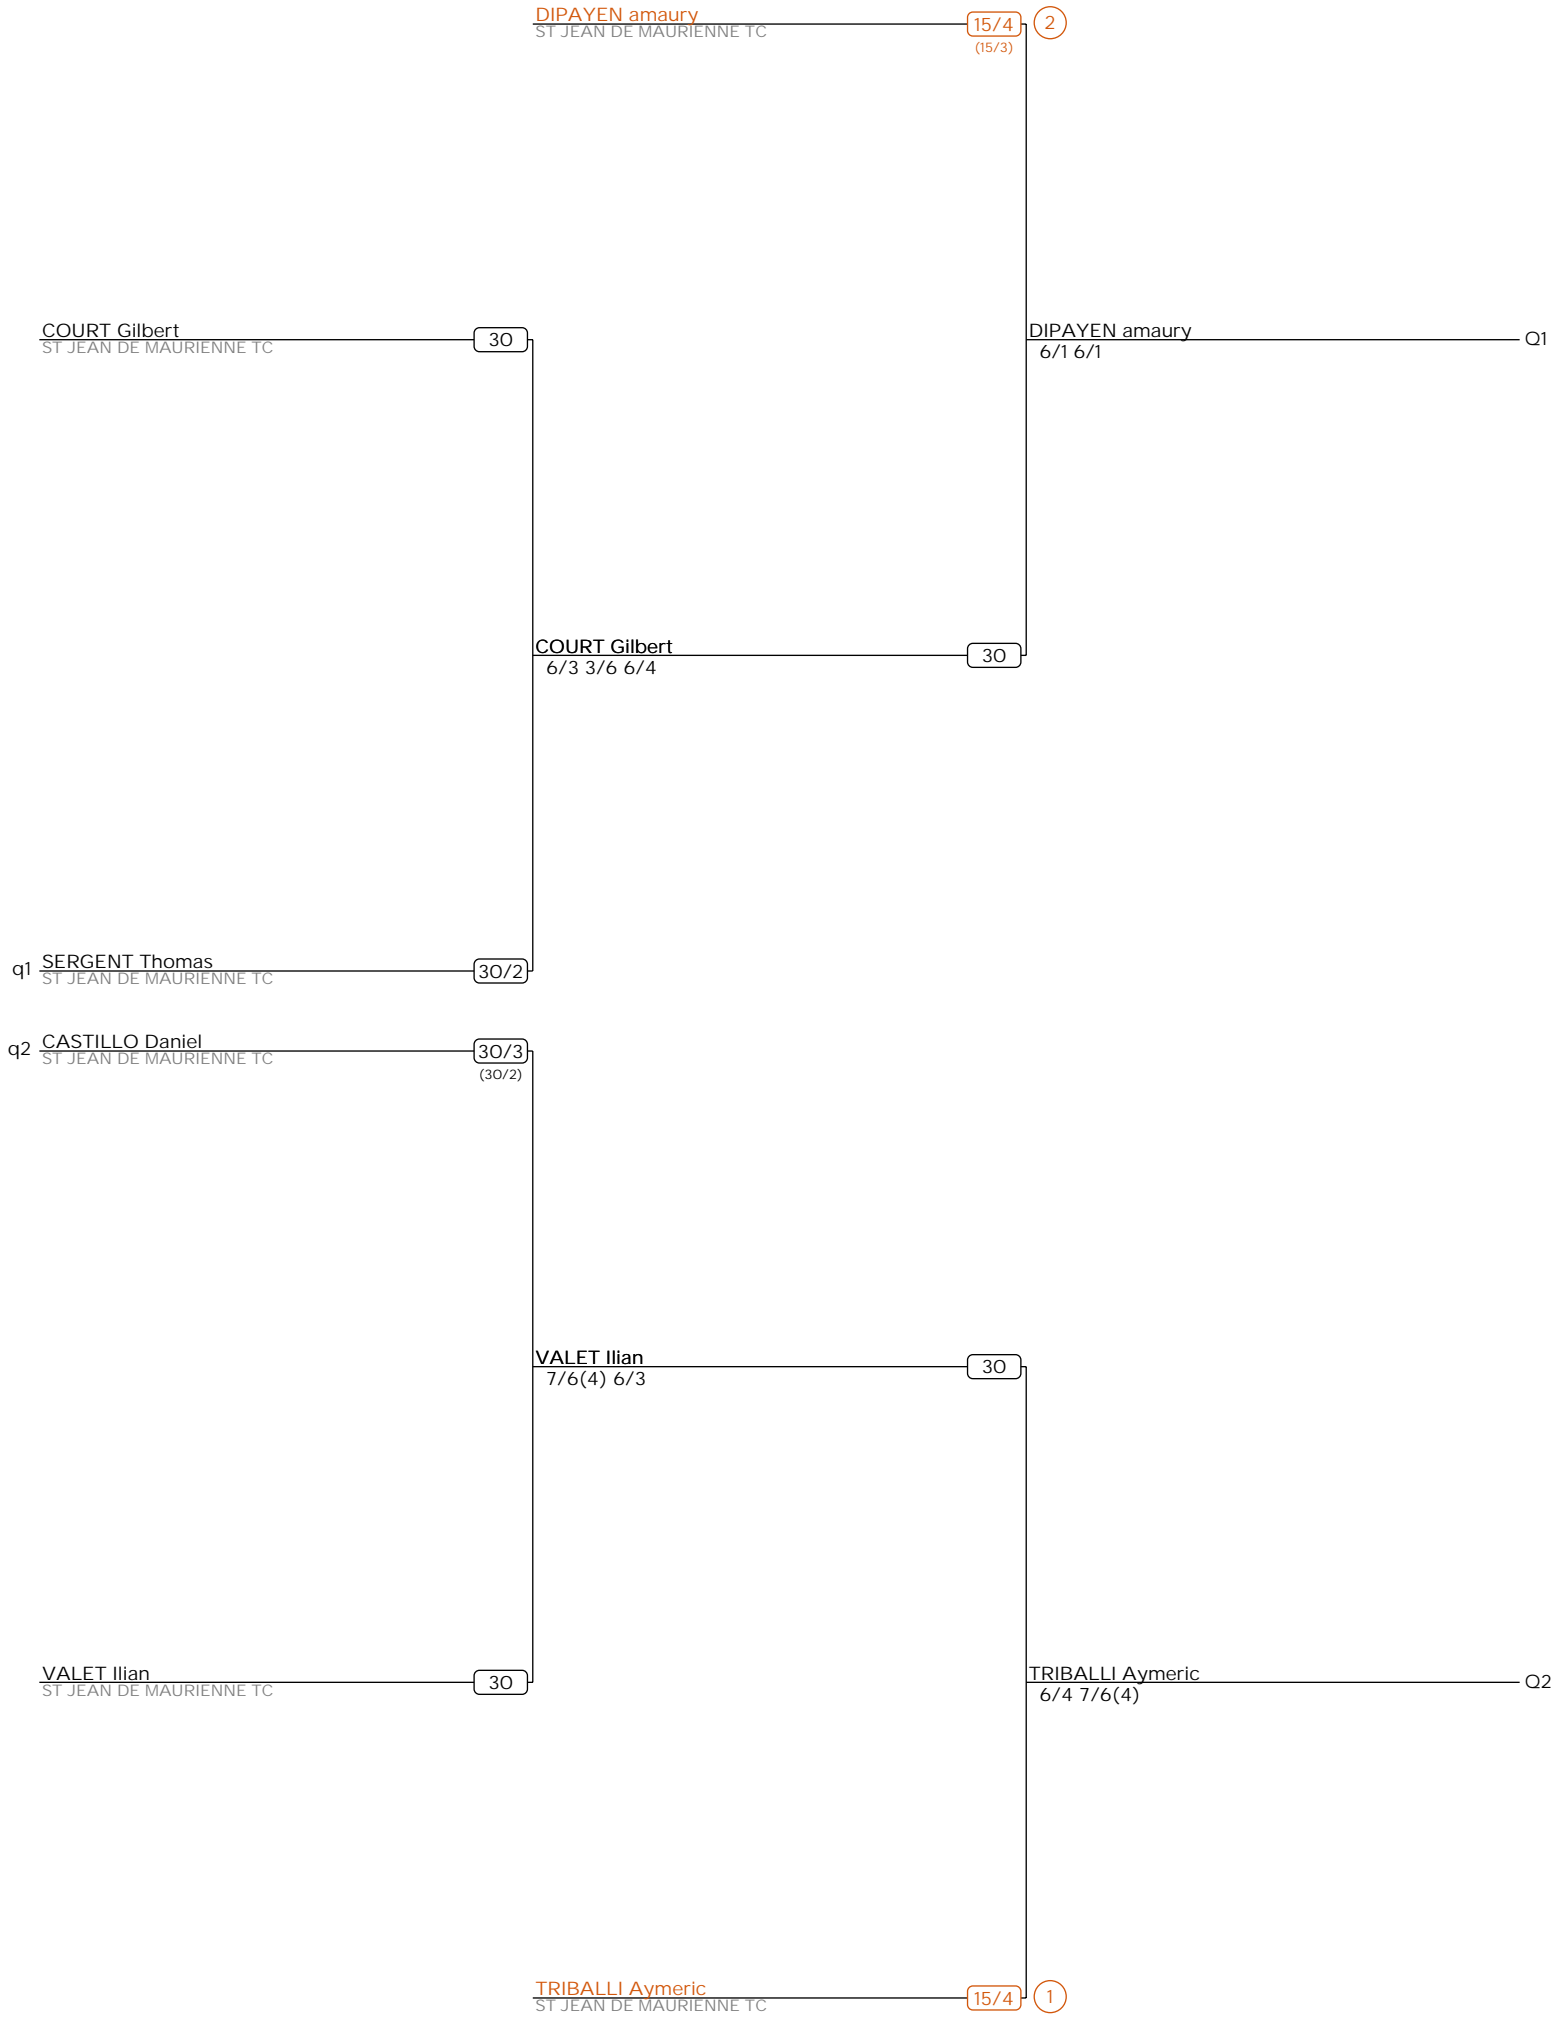 DIPAYEN amaury
ST JEAN DE MAURIENNE TC
15/4
(15/3)
2
COURT Gilbert
ST JEAN DE MAURIENNE TC
30
DIPAYEN amaury
6/1 6/1
Q1
COURT Gilbert
6/3 3/6 6/4
30
q1
SERGENT Thomas
ST JEAN DE MAURIENNE TC
30/2
q2
CASTILLO Daniel
ST JEAN DE MAURIENNE TC
30/3
(30/2)
VALET Ilian
7/6(4) 6/3
30
VALET Ilian
ST JEAN DE MAURIENNE TC
30
TRIBALLI Aymeric
6/4 7/6(4)
Q2
TRIBALLI Aymeric
ST JEAN DE MAURIENNE TC
15/4
1